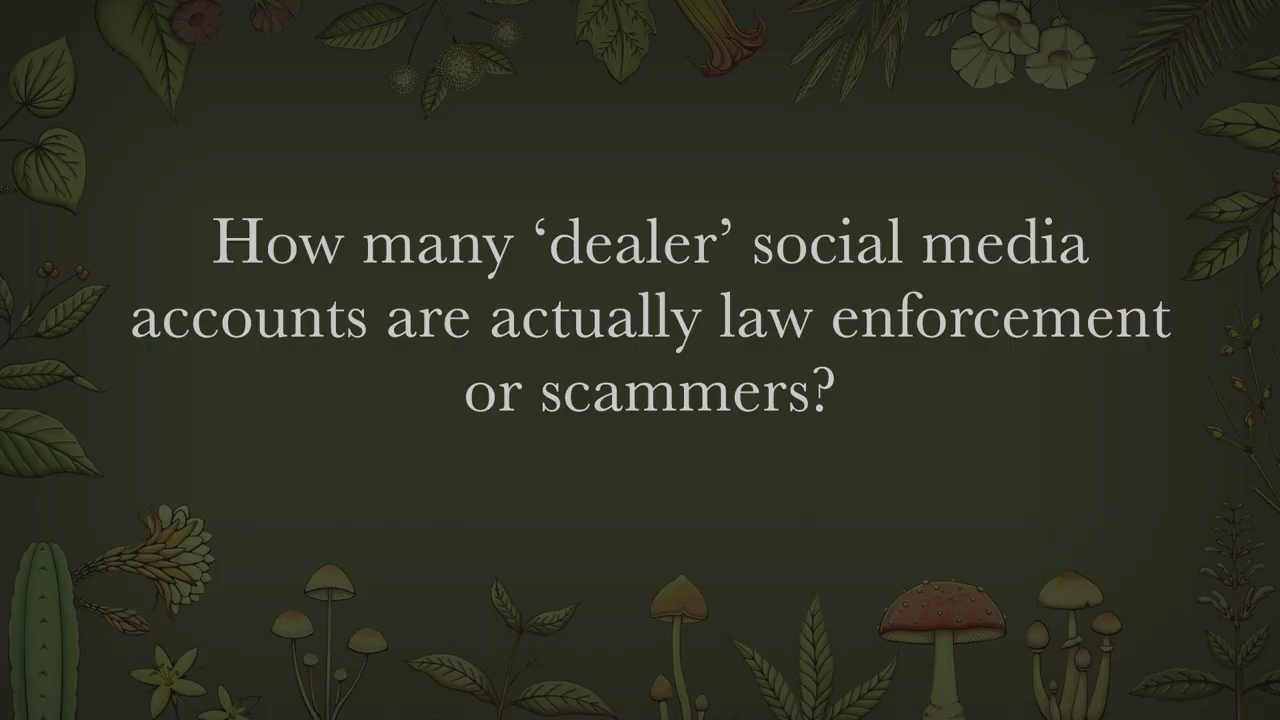 How many ‘dealer’ social media
accounts are actually law enforcement
or scammers?